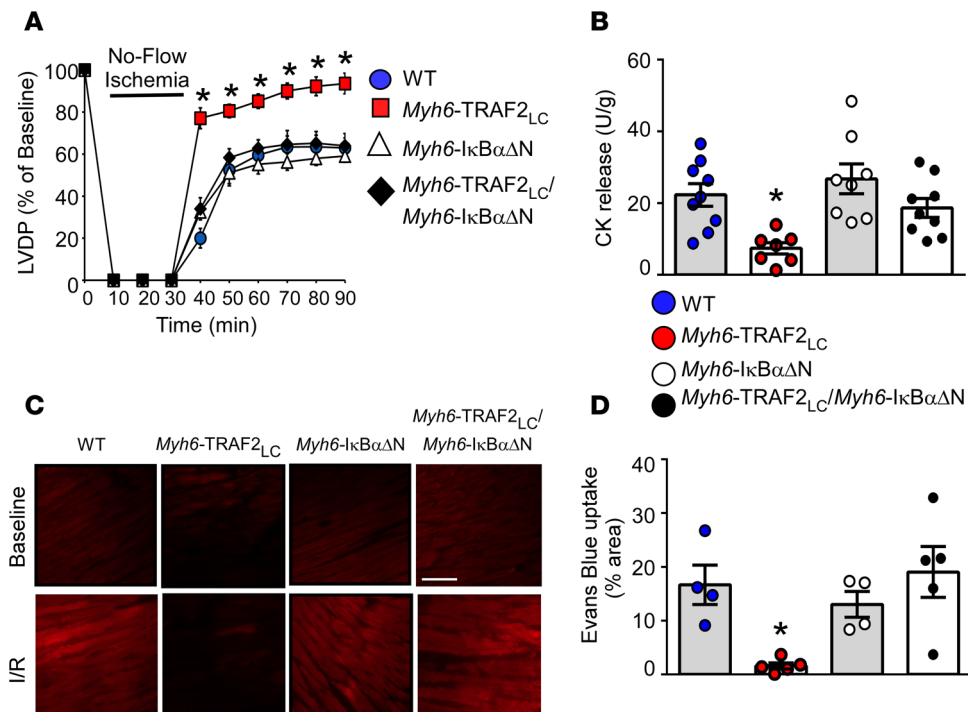 A
No-Flow
Ischemia
LVDP (% of Baseline)
100
80
60
40
20
0
0 10 20 30 40 50 60 70 80 90
Time (min)
* * * * * *
WT
Myh6-TRAF2LC
Myh6-IκBαΔN
Myh6-TRAF2LC/
Myh6-IκBαΔN
B
CK release (U/g)
60
40
20
0
*
WT
Myh6-TRAF2LC
Myh6-IκBαΔN
Myh6-TRAF2LC/Myh6-IκBαΔN
C
WT
Myh6-TRAF2LC
Myh6-IκBαΔN
Myh6-TRAF2LC/
Myh6-IκBαΔN
Baseline
I/R
D
Evans Blue uptake
(% area)
40
30
20
10
0
*